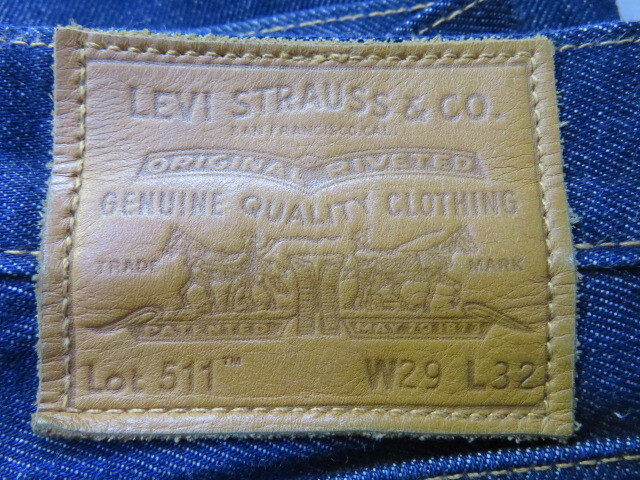 LEVI STRAUSS & CO.
SAN FRANCISCO, CAL.
ORIGINAL RIVETED
GENUINE QUALITY CLOTHING
TRADE MARK
PATENTED MAY 20 1873
Lot 511™ W29 L32